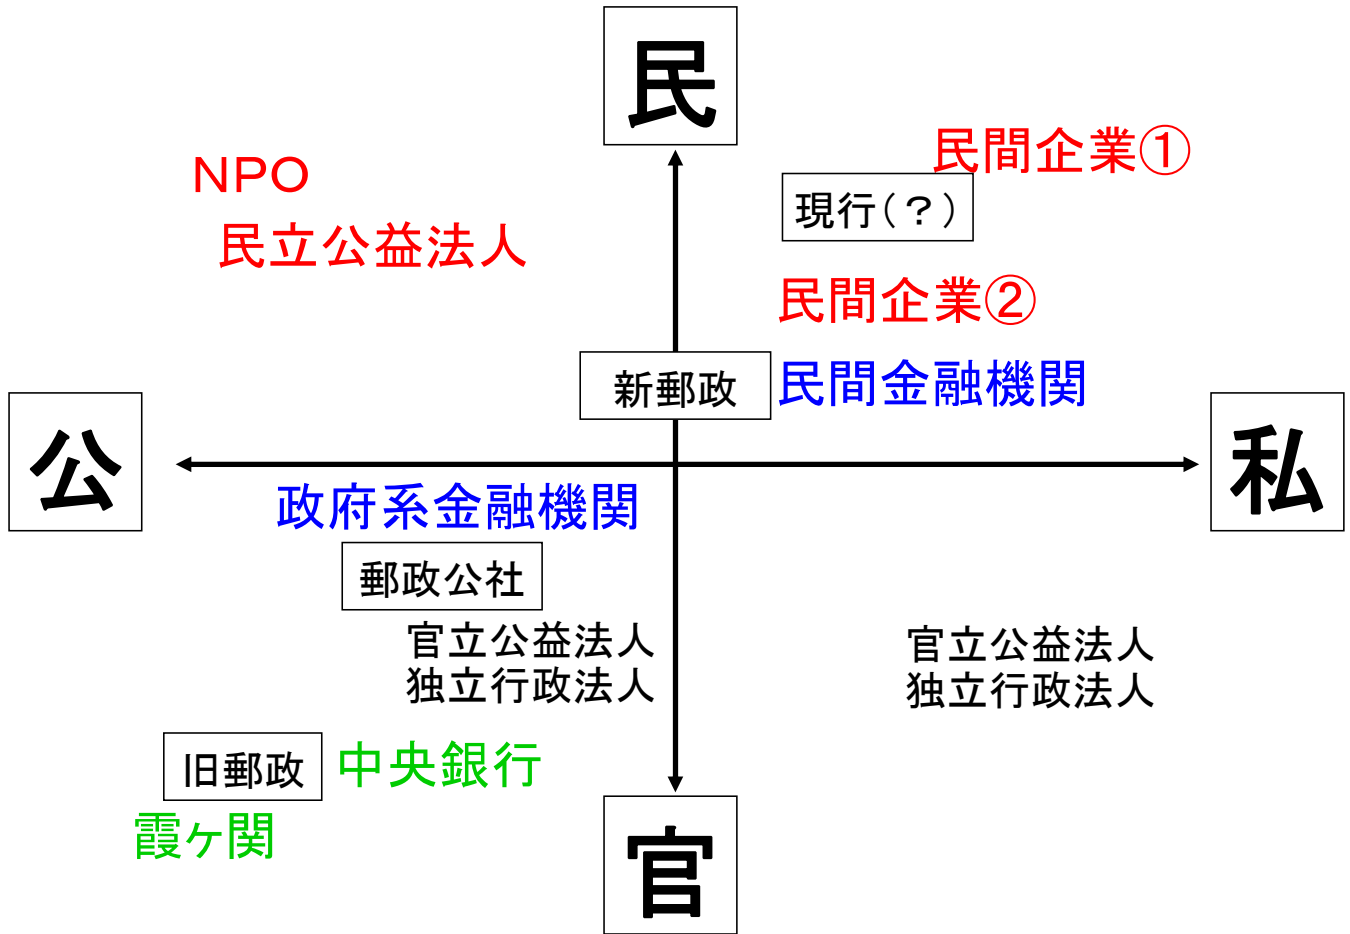 民
民間企業①
NPO
現行(？)
民立公益法人
民間企業②
新郵政
民間金融機関
公
私
政府系金融機関
郵政公社
官立公益法人
独立行政法人
官立公益法人
独立行政法人
旧郵政
中央銀行
霞ヶ関
官